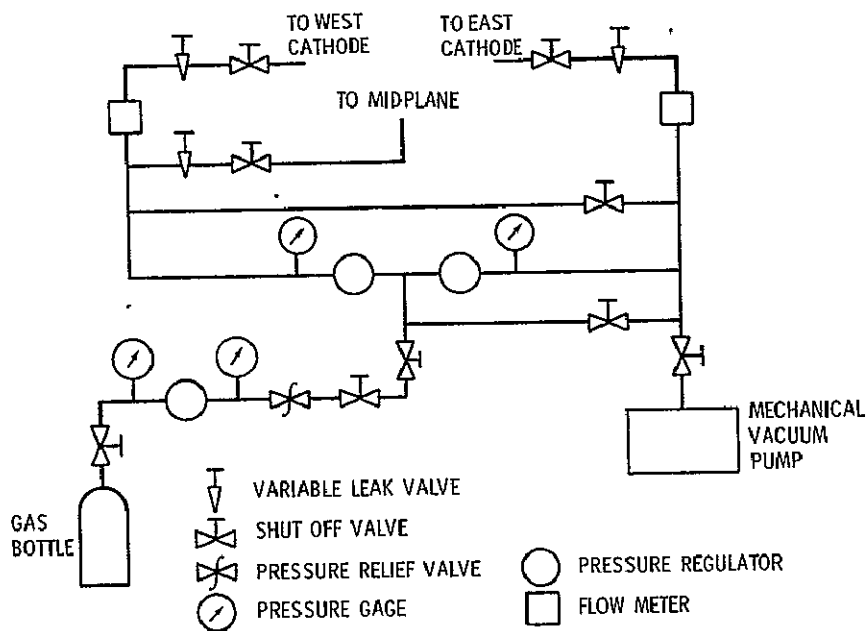 TO WEST
CATHODE
TO EAST
CATHODE
TO MIDPLANE
MECHANICAL
VACUUM
PUMP
GAS
BOTTLE
VARIABLE LEAK VALVE
SHUT OFF VALVE
PRESSURE RELIEF VALVE
PRESSURE GAGE
PRESSURE REGULATOR
FLOW METER